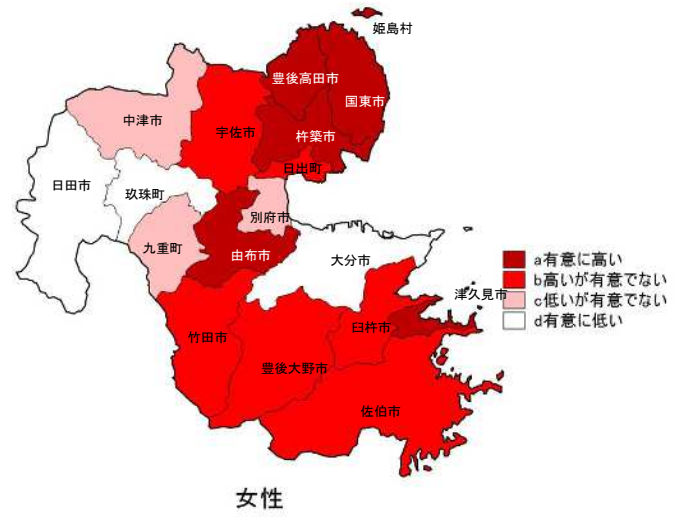 姫島村
豊後高田市
国東市
中津市
宇佐市
杵築市
日出町
日田市
玖珠町
別府市
九重町
由布市
大分市
津久見市
臼杵市
竹田市
豊後大野市
佐伯市
a有意に高い
b高いが有意でない
c低いが有意でない
d有意に低い
女性